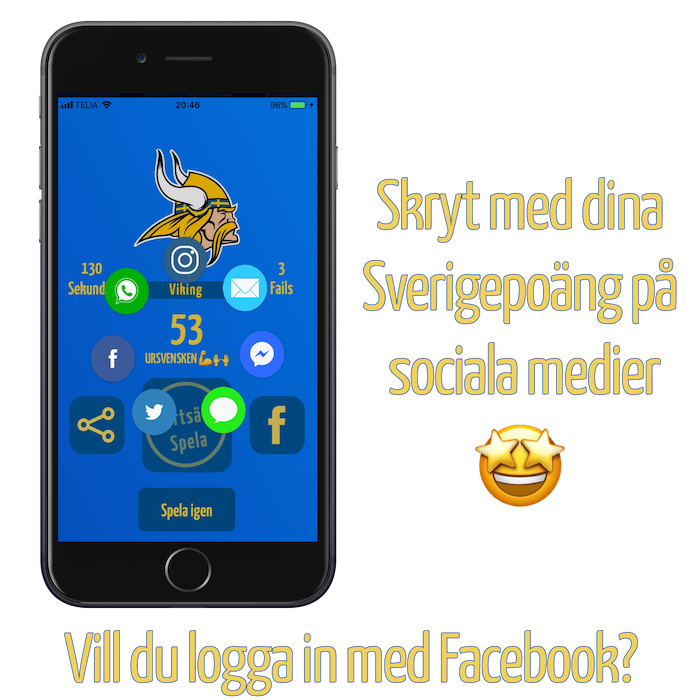 TELIA 20:46 96%
Skryt med dina
Sverigepoäng på
sociala medier
130 3
Fails
Viking
53
URSVENSKEN
Spela
Spela igen
Vill du logga in med Facebook?